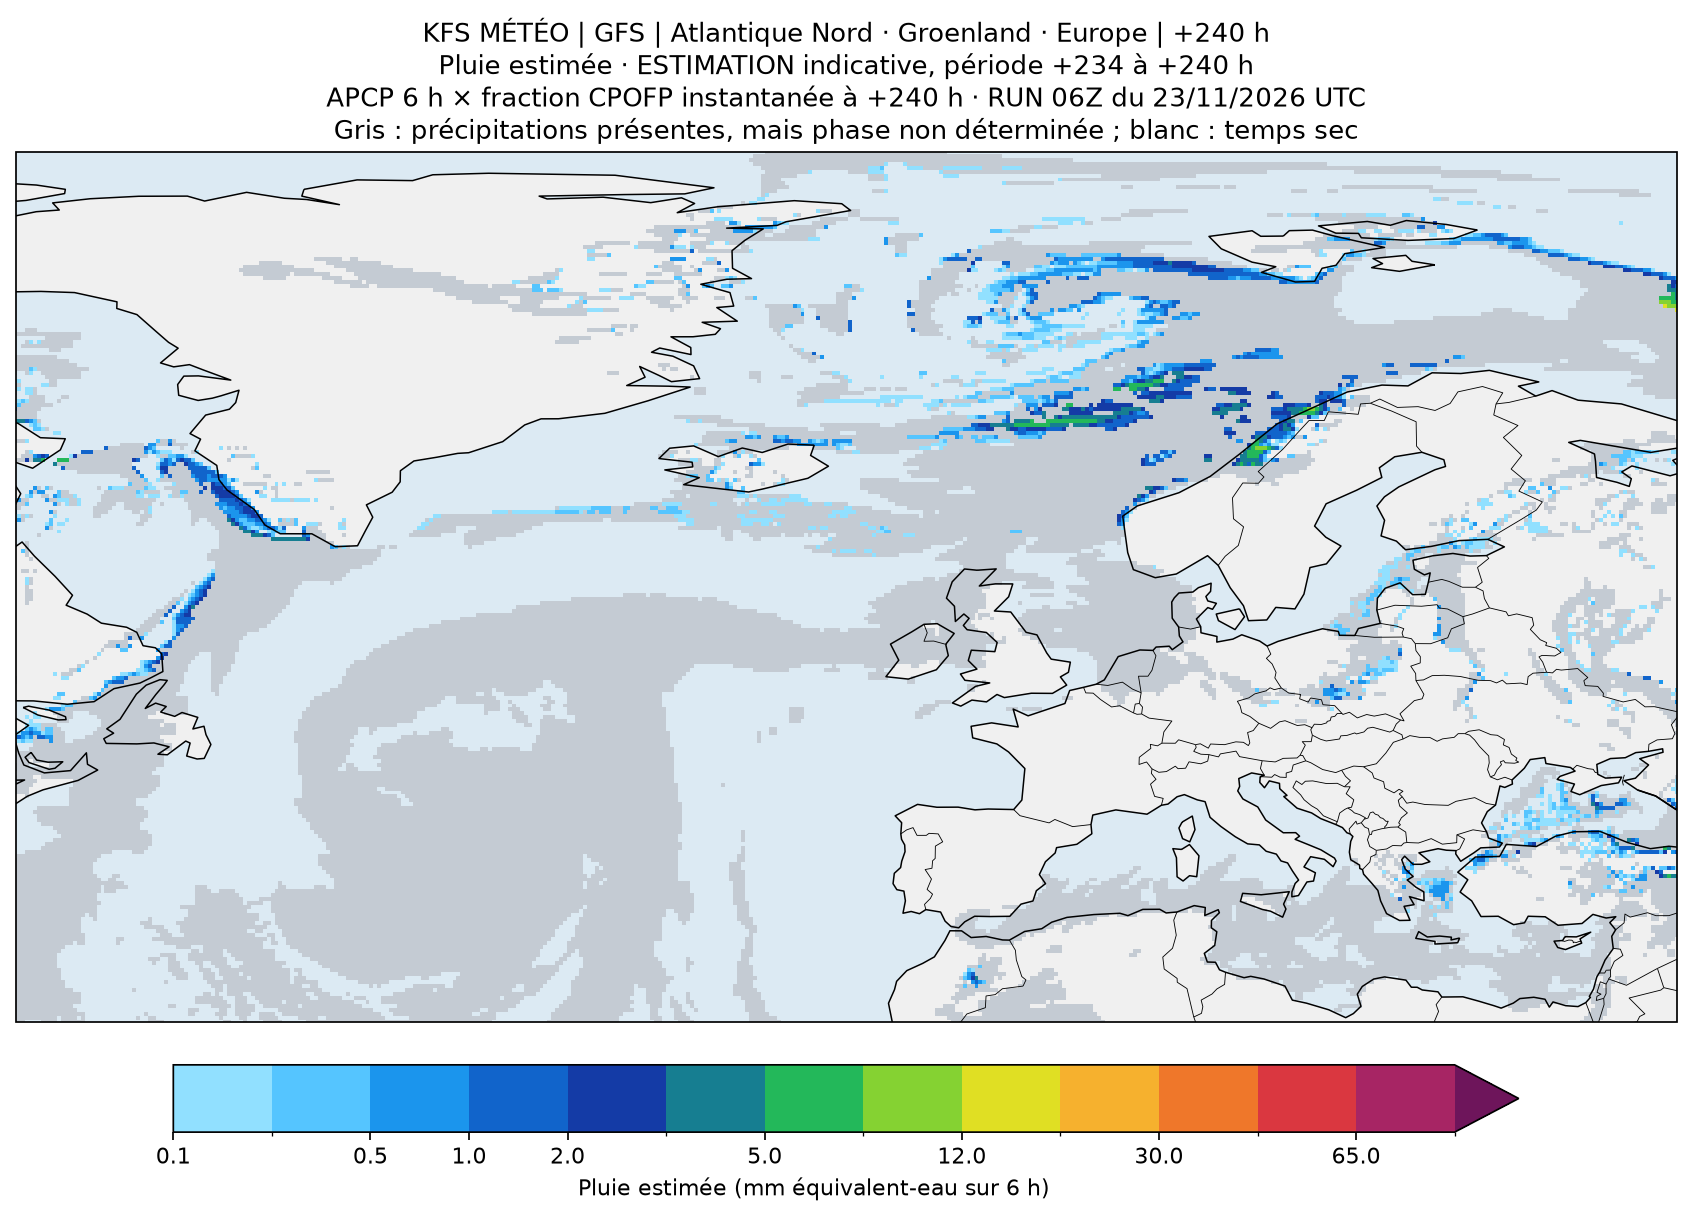 KFS MÉTÉO | GFS | Atlantique Nord · Groenland · Europe | +240 h
Pluie estimée · ESTIMATION indicative, période +234 à +240 h
APCP 6 h × fraction CPOFP instantanée à +240 h · RUN 06Z du 23/11/2026 UTC
Gris : précipitations présentes, mais phase non déterminée ; blanc : temps sec
0.1 0.5 1.0 2.0 5.0 12.0 30.0 65.0
Pluie estimée (mm équivalent-eau sur 6 h)